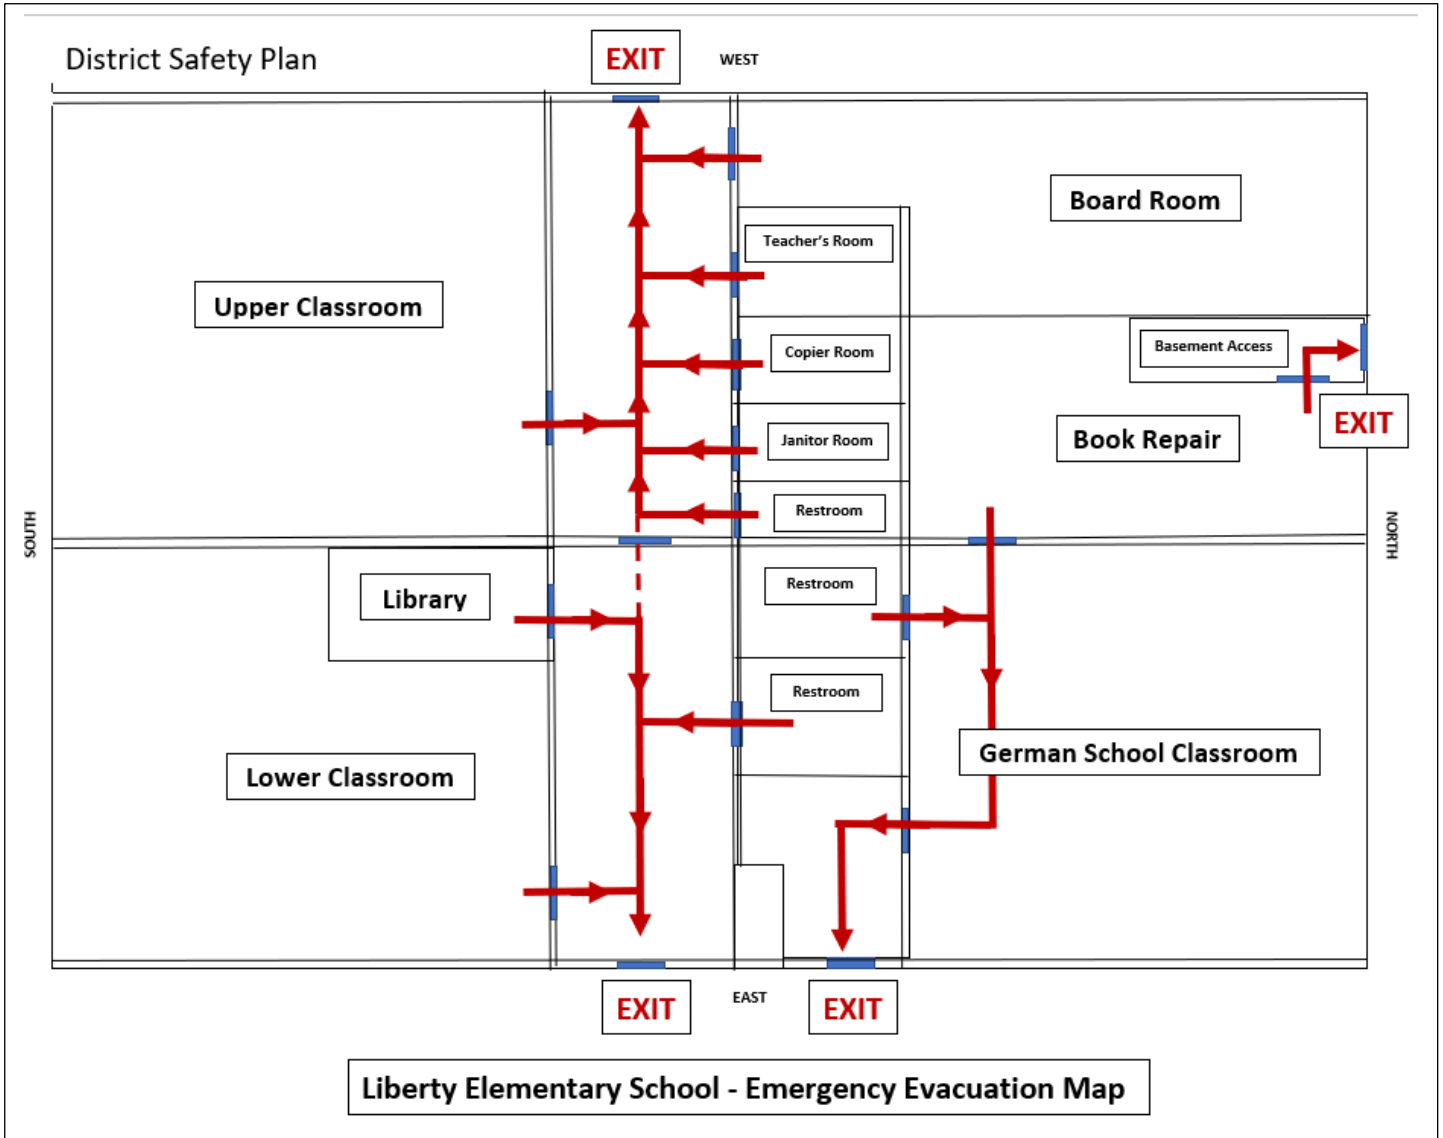 District Safety Plan
EXIT
WEST
Board Room
Teacher's Room
Upper Classroom
Basement Access
Copier Room
EXIT
Book Repair
Janitor Room
Restroom
SOUTH
NORTH
Restroom
Library
Restroom
German School Classroom
Lower Classroom
EAST
EXIT
EXIT
Liberty Elementary School - Emergency Evacuation Map